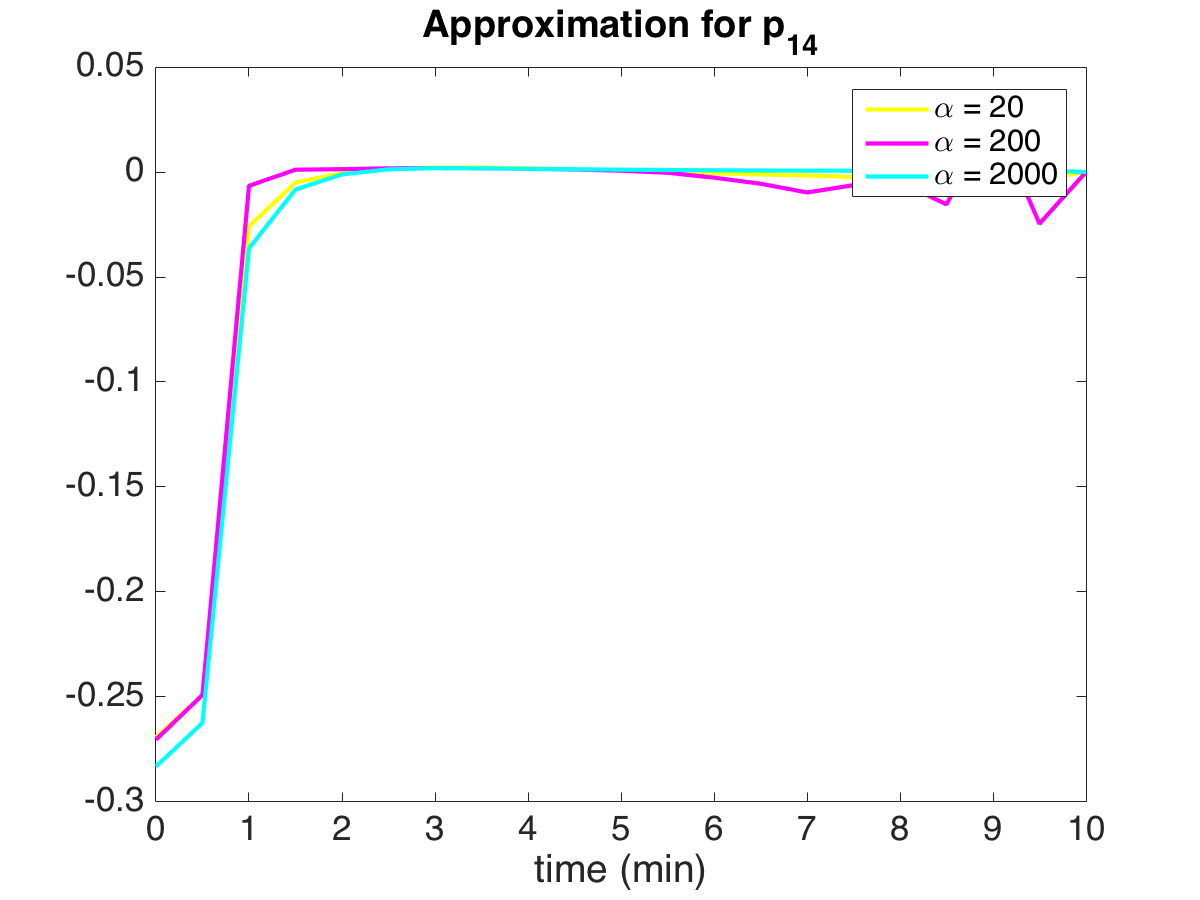 Approximation for p14
0.05
0
-0.05
-0.1
-0.15
-0.2
-0.25
-0.3
α = 20
α = 200
α = 2000
0 1 2 3 4 5 6 7 8 9 10
time (min)